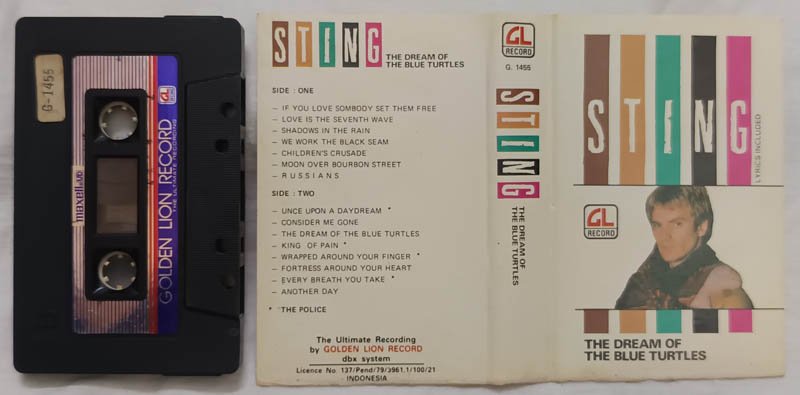 G-1455
maxell UD
GOLDEN LION RECORD
THE ULTIMATE RECORDING
GL
RECORD
STING
THE DREAM OF
THE BLUE TURTLES
SIDE : ONE
– IF YOU LOVE SOMBODY SET THEM FREE
– LOVE IS THE SEVENTH WAVE
– SHADOWS IN THE RAIN
– WE WORK THE BLACK SEAM
– CHILDREN'S CRUSADE
– MOON OVER BOURBON STREET
– R U S S I A N S
SIDE : TWO
– UNCE UPON A DAYDREAM *
– CONSIDER ME GONE
– THE DREAM OF THE BLUE TURTLES
– KING OF PAIN *
– WRAPPED AROUND YOUR FINGER *
– FORTRESS AROUND YOUR HEART
– EVERY BREATH YOU TAKE *
– ANOTHER DAY
* THE POLICE
The Ultimate Recording
by GOLDEN LION RECORD
dbx system
Licence No. 137/Pend/79/3961.1/100/21
INDONESIA
GL
RECORD
G. 1455
STING
THE DREAM OF
THE BLUE TURTLES
STING
LYRICS INCLUDED
GL
RECORD
THE DREAM OF
THE BLUE TURTLES